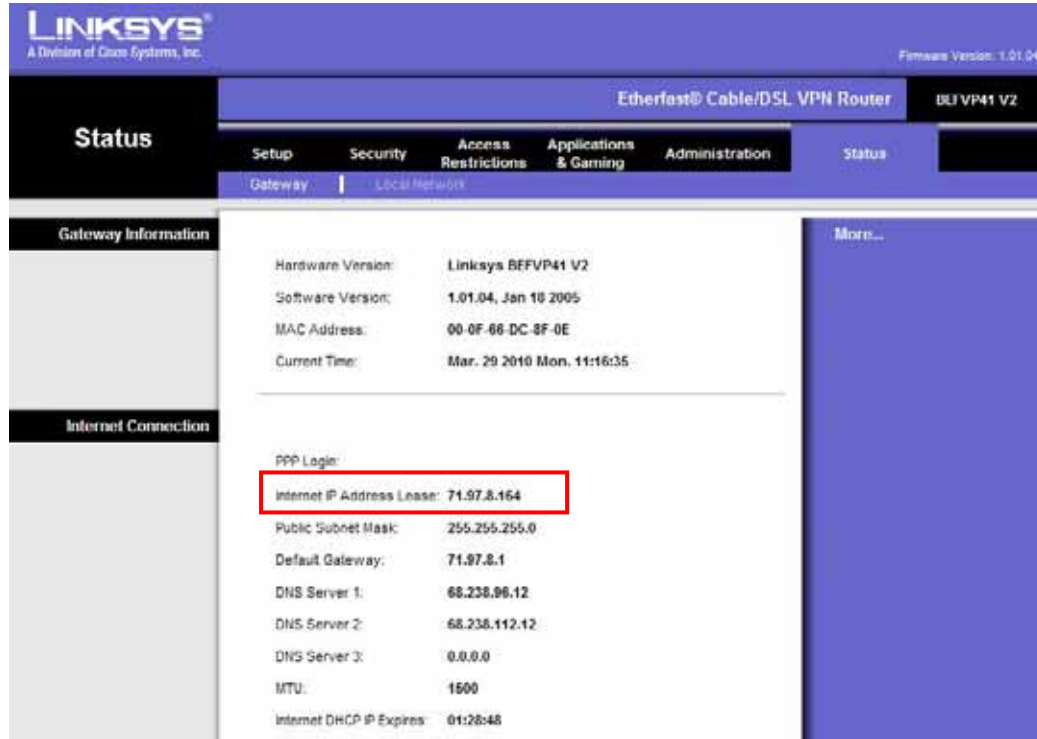 LINKSYS®
A Division of Cisco Systems, Inc.
Firmware Version: 1.01.04
Etherfast® Cable/DSL VPN Router
BEFVP41 V2
Status
Setup
Security
Access
Restrictions
Applications
& Gaming
Administration
Status
Gateway
Local Network
Gateway Information
More...
Hardware Version: Linksys BEFVP41 V2
Software Version: 1.01.04, Jan 18 2005
MAC Address: 00-0F-66-DC-8F-0E
Current Time: Mar. 29 2010 Mon. 11:16:35
Internet Connection
PPP Login:
Internet IP Address Lease: 71.97.8.164
Public Subnet Mask: 255.255.255.0
Default Gateway: 71.97.8.1
DNS Server 1: 68.238.96.12
DNS Server 2: 68.238.112.12
DNS Server 3: 0.0.0.0
MTU: 1500
Internet DHCP IP Expires: 01:28:48